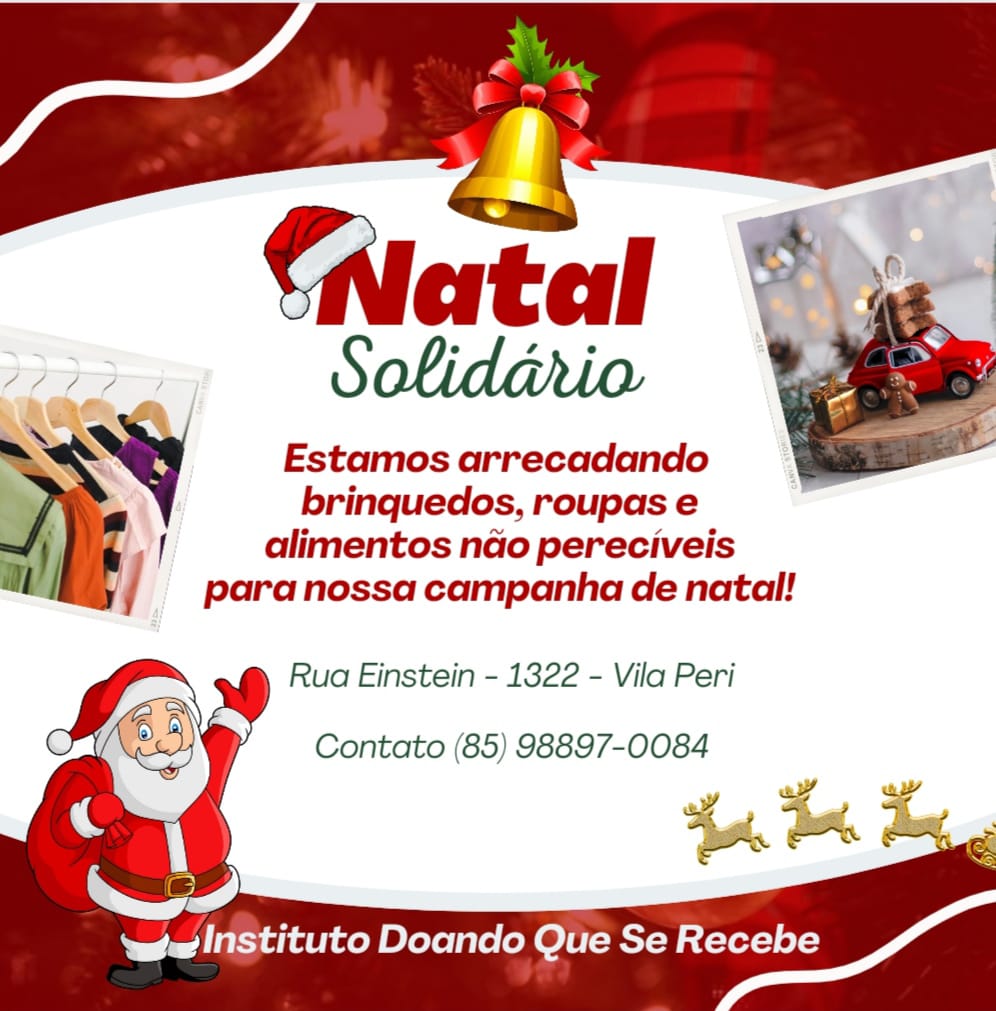 Natal
Solidário
Estamos arrecadando
brinquedos, roupas e
alimentos não perecíveis
para nossa campanha de natal!
Rua Einstein - 1322 - Vila Peri
Contato (85) 98897-0084
Instituto Doando Que Se Recebe